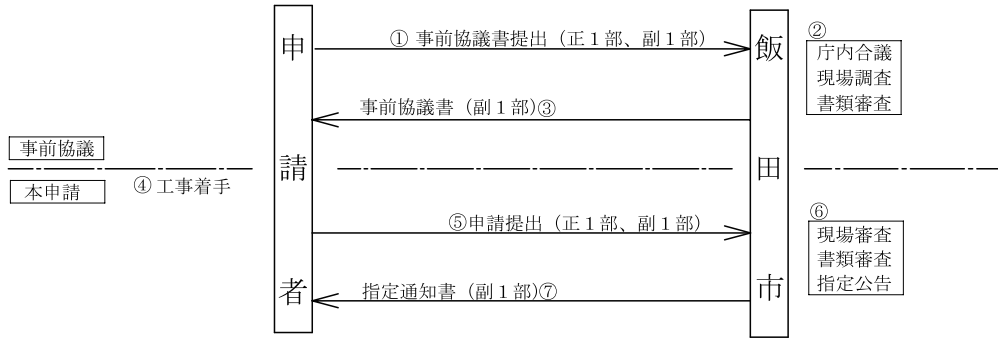 申請者
飯田市
① 事前協議書提出（正１部、副１部）
②
庁内合議
現場調査
書類審査
事前協議書（副１部）③
事前協議
本申請
④ 工事着手
⑤申請提出（正１部、副１部）
⑥
現場審査
書類審査
指定公告
指定通知書（副１部）⑦